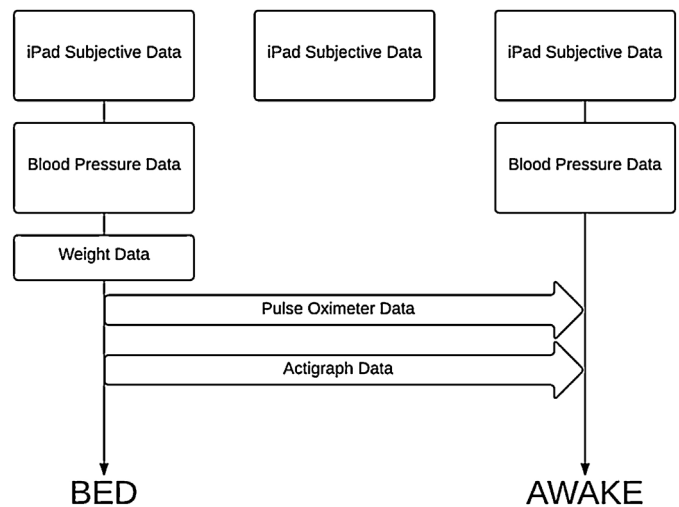 iPad Subjective Data
iPad Subjective Data
iPad Subjective Data
Blood Pressure Data
Blood Pressure Data
Weight Data
Pulse Oximeter Data
Actigraph Data
BED
AWAKE